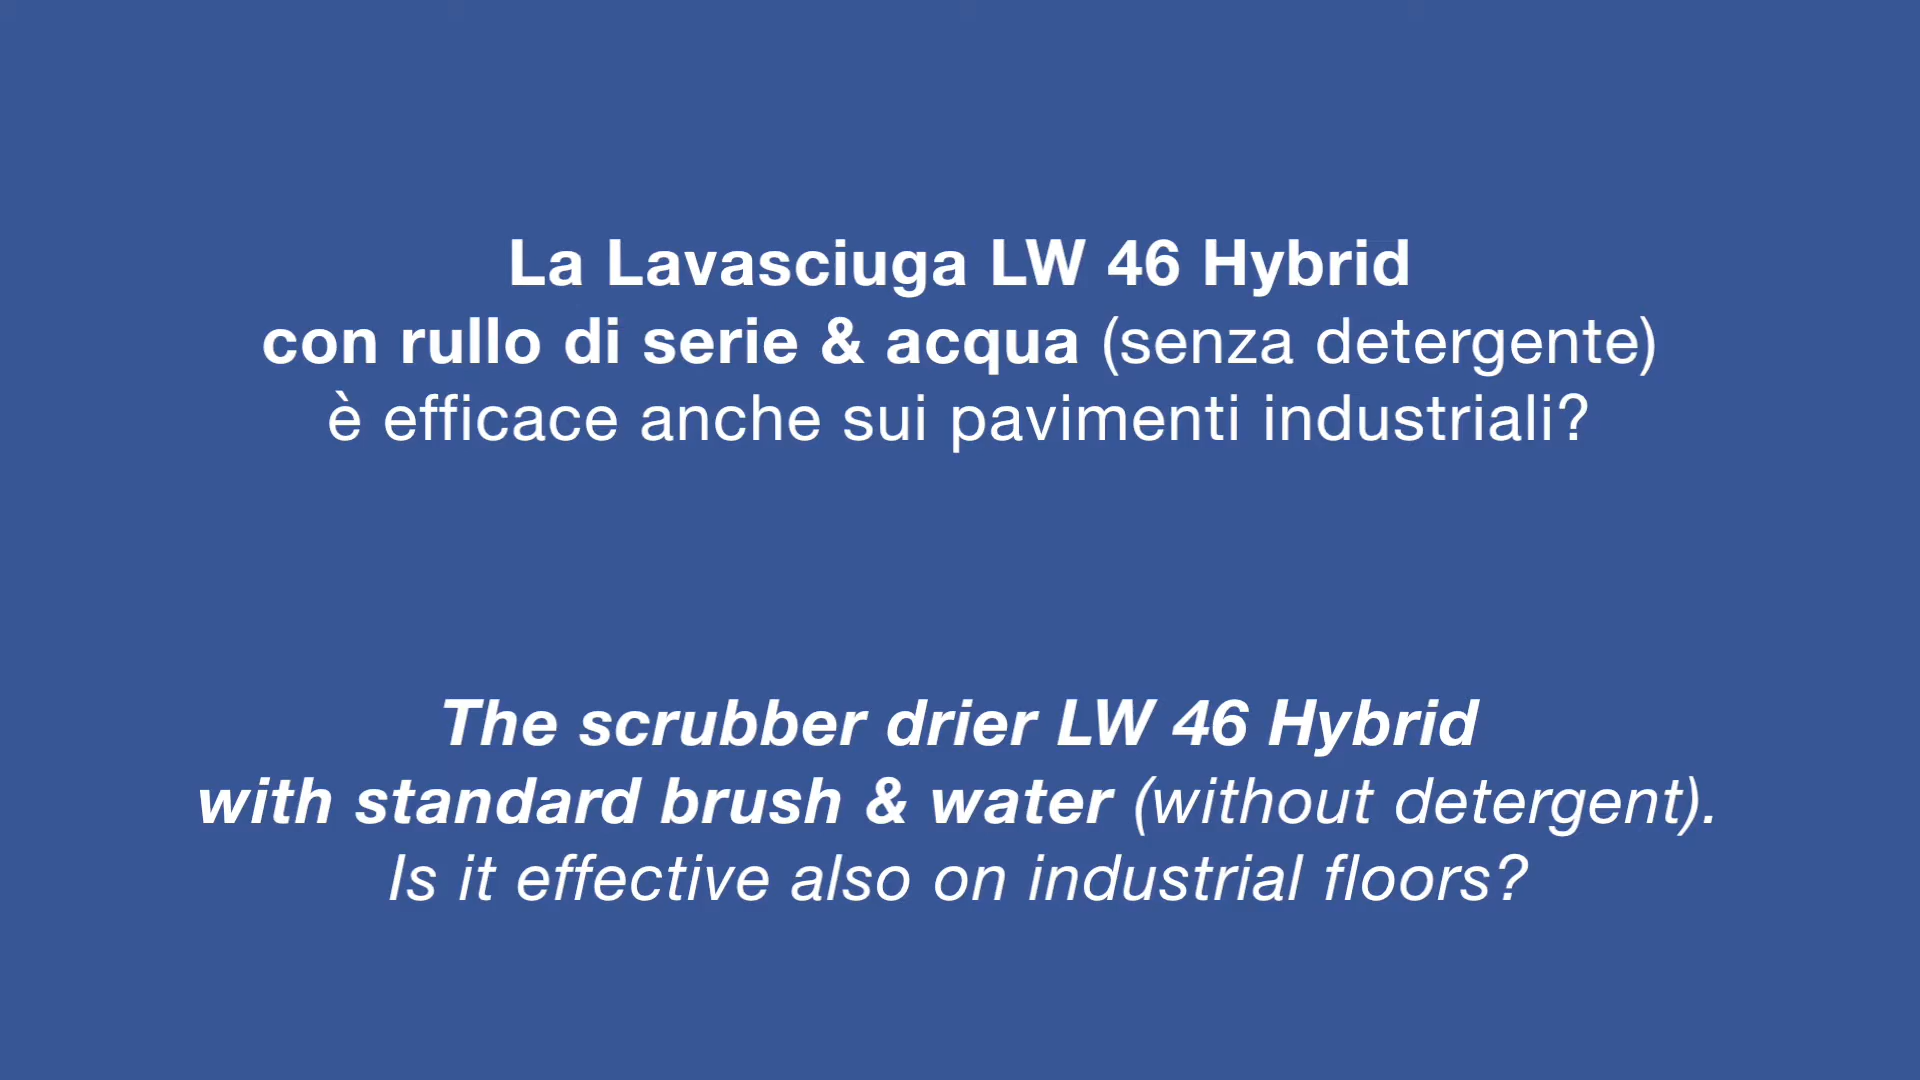 La Lavasciuga LW 46 Hybrid
con rullo di serie & acqua (senza detergente)
è efficace anche sui pavimenti industriali?
The scrubber drier LW 46 Hybrid
with standard brush & water (without detergent).
Is it effective also on industrial floors?